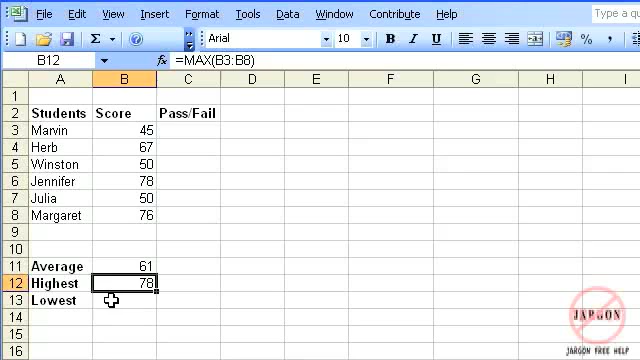 File Edit View Insert Format Tools Data Window Contribute Help Type a qu
Σ Arial 10 B I U
B12 =MAX(B3:B8)
A B C D E F G H I
1
2 Students Score Pass/Fail
3 Marvin 45
4 Herb 67
5 Winston 50
6 Jennifer 78
7 Julia 50
8 Margaret 76
9
10
11 Average 61
12 Highest 78
13 Lowest
14
15
16
JARGON
JARGON FREE HELP